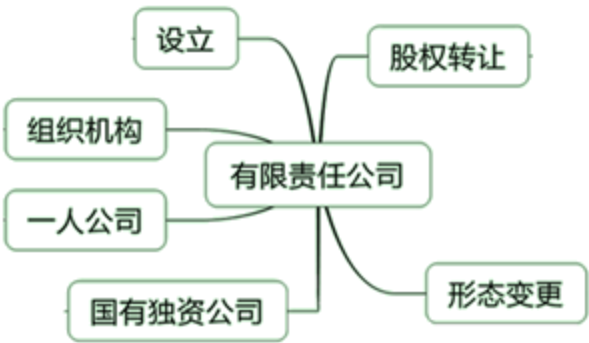 设立
股权转让
组织机构
有限责任公司
一人公司
国有独资公司
形态变更